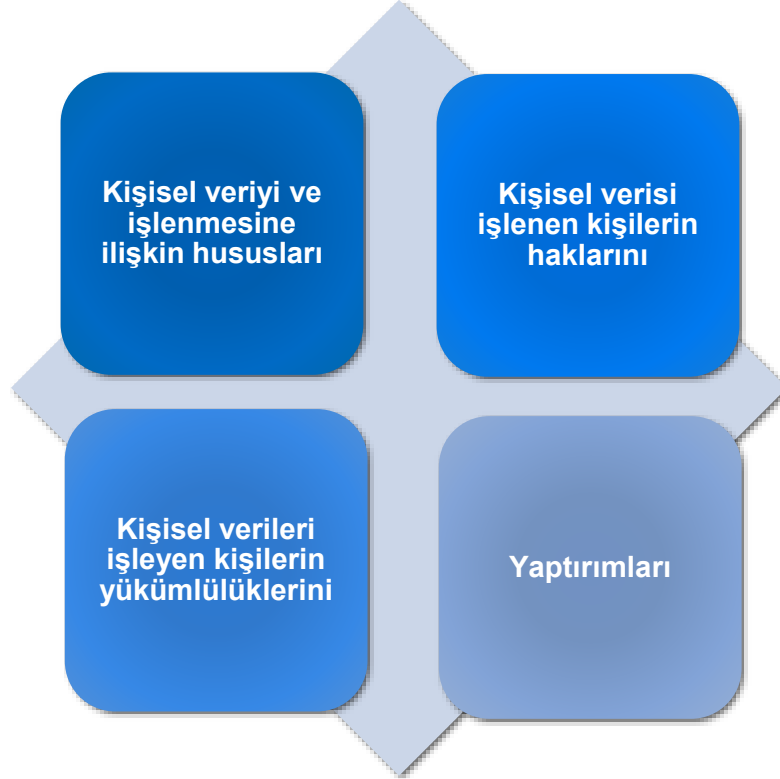 Kişisel veriyi ve
işlenmesine
ilişkin hususları
Kişisel verisi
işlenen kişilerin
haklarını
Kişisel verileri
işleyen kişilerin
yükümlülüklerini
Yaptırımları